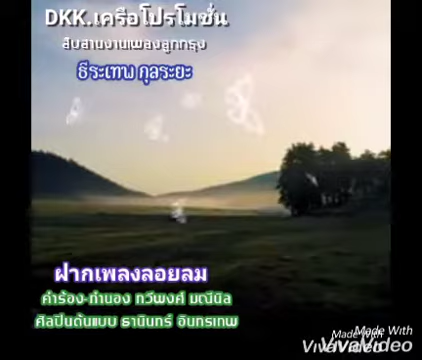 DKK.เครือโปรโมชั่น
สืบสานงานเพลงลูกกรุง
ธีระเทพ กุลระยะ
ฝากเพลงลอยลม
คำร้อง-ทำนอง ทวีพงศ์ มณีนิล
ศิลปินต้นแบบ ธานินทร์ อินทรเทพ
Made With
VivaVideo
Made With
VivaVideo